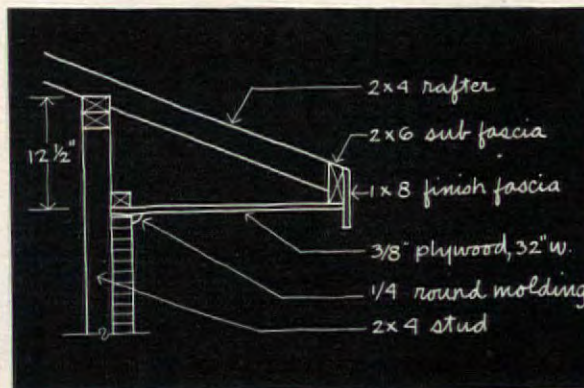 2x4 rafter
2x6 sub fascia
12 1/2"
1x8 finish fascia
3/8" plywood, 32" w.
1/4 round molding
2x4 stud